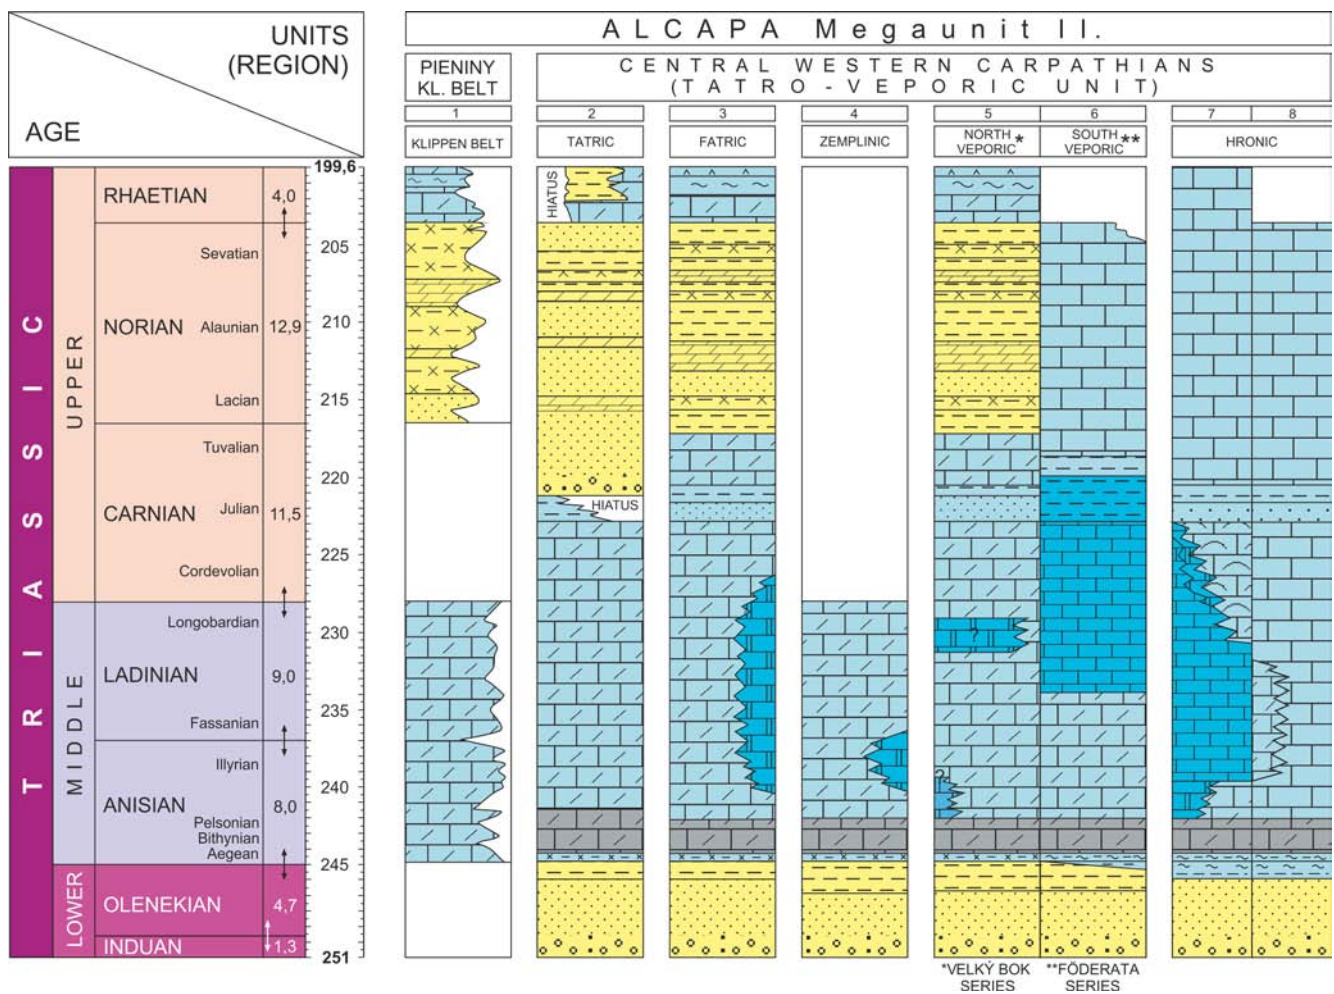 UNITS
(REGION)
AGE
ALCAPA Megaunit II.
PIENINY
KL. BELT
CENTRAL WESTERN CARPATHIANS
(TATRO-VEPORIC UNIT)
1
2
3
4
5
6
7
8
KLIPPEN BELT
TATRIC
FATRIC
ZEMPLINIC
NORTH
VEPORIC *
SOUTH
VEPORIC **
HRONIC
TRIASSIC
UPPER
MIDDLE
LOWER
RHAETIAN
4,0
Sevatian
NORIAN
Alaunian
12,9
Lacian
Tuvalian
CARNIAN
Julian
11,5
Cordevolian
Longobardian
LADINIAN
9,0
Fassanian
Illyrian
ANISIAN
8,0
Pelsonian
Bithynian
Aegean
OLENEKIAN
4,7
INDUAN
1.3
199,6
205
210
215
220
225
230
235
240
245
251
HIATUS
HIATUS
?
?
*VELKÝ BOK
SERIES
**FÖDERATA
SERIES